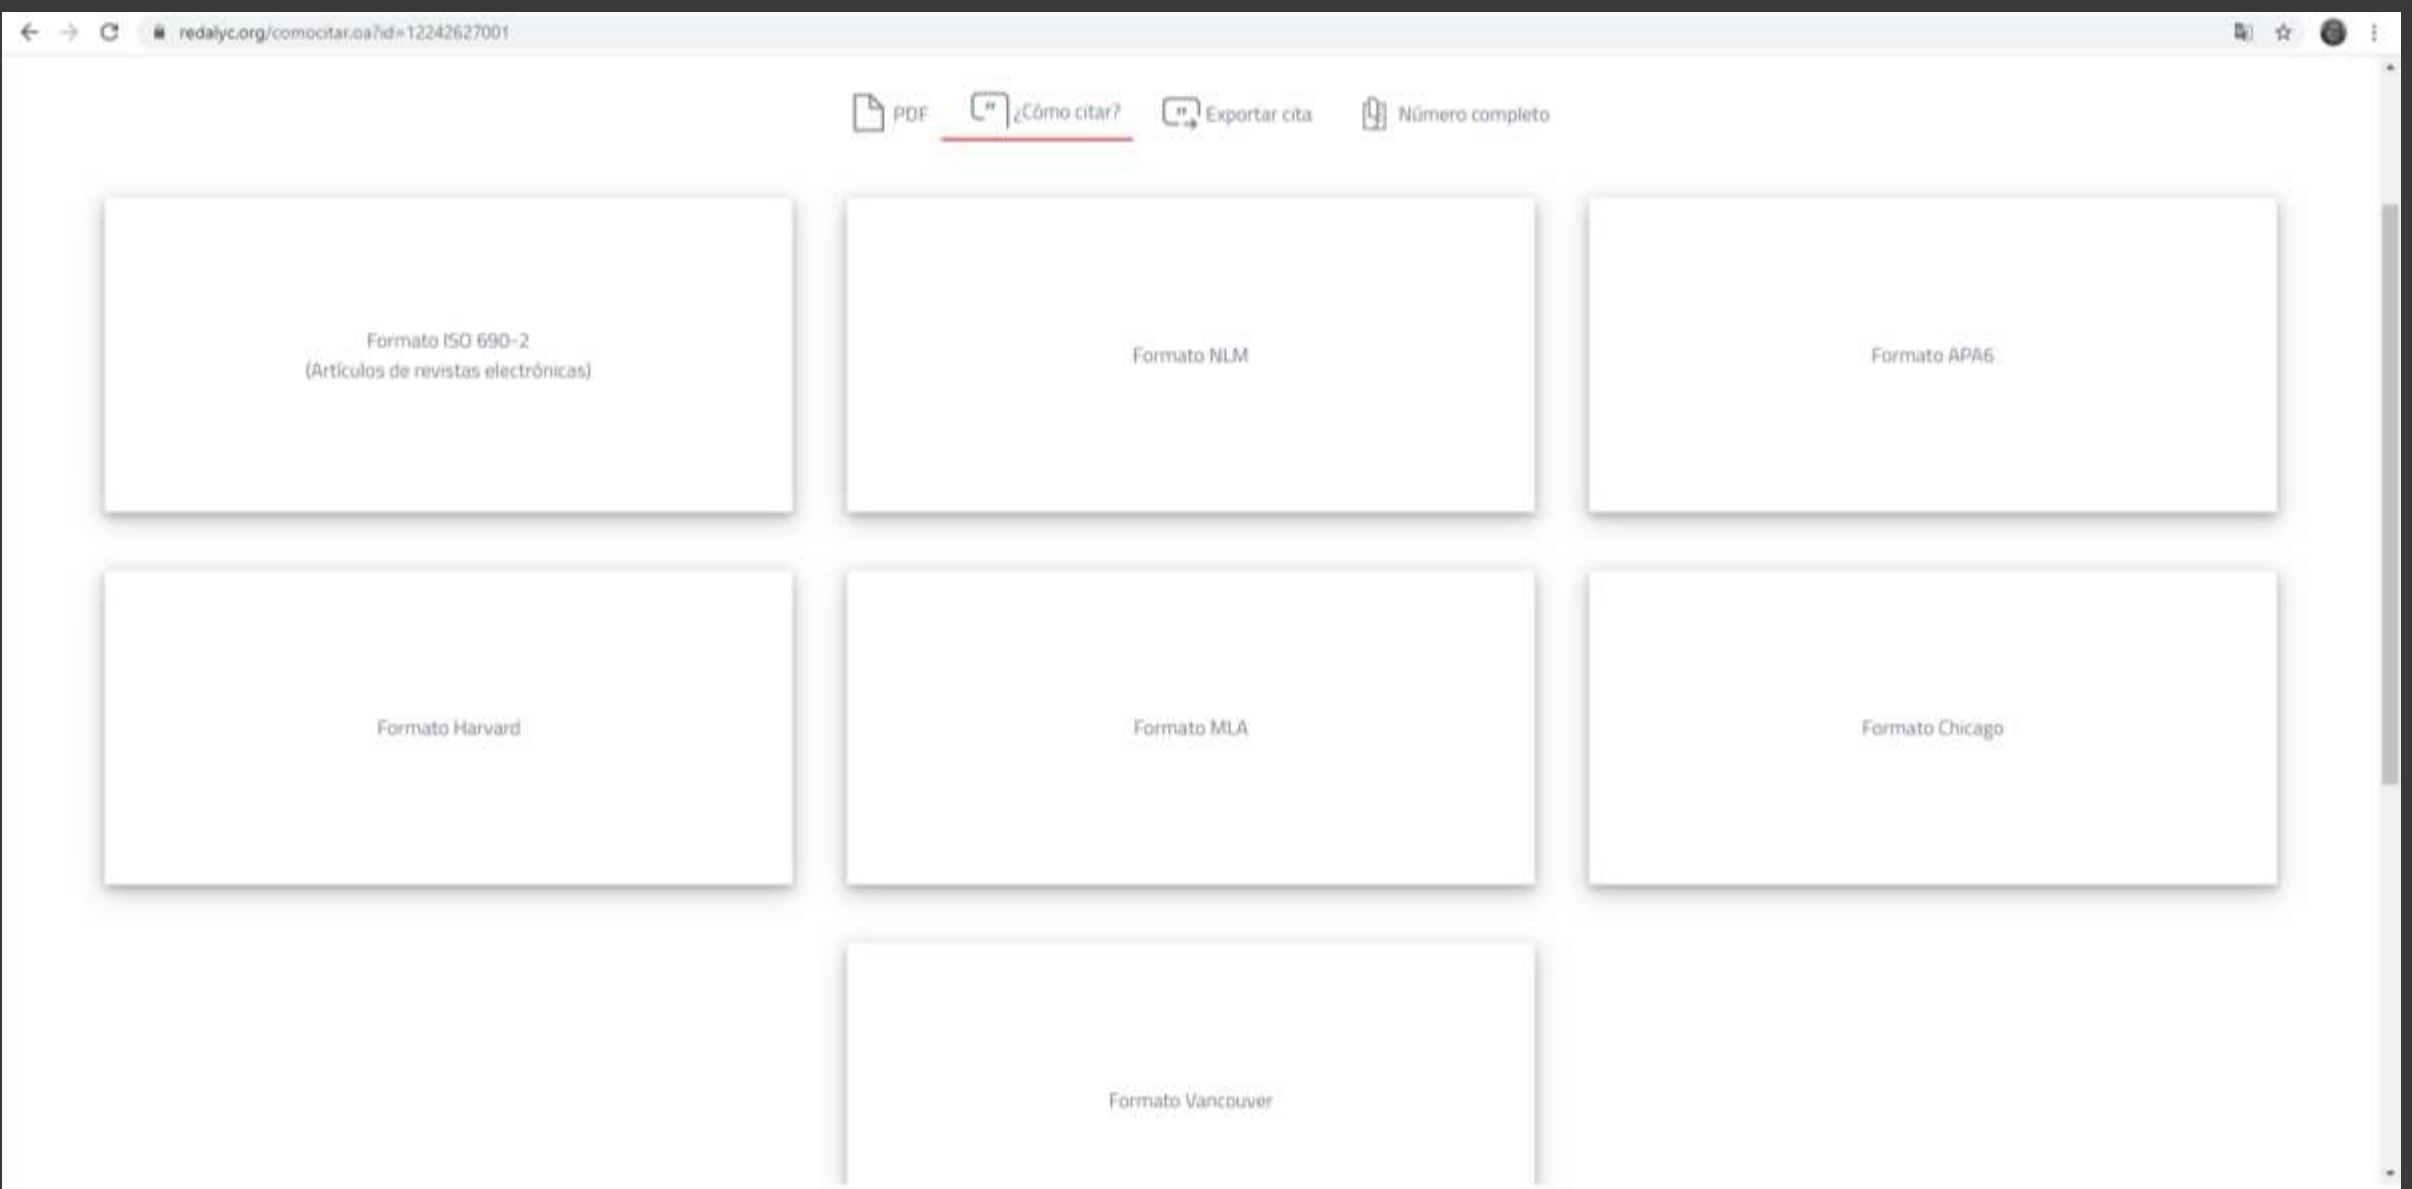 redalyc.org/comocitar.oa?id=12242627001
PDF
¿Cómo citar?
Exportar cita
Número completo
Formato ISO 690-2
(Artículos de revistas electrónicas)
Formato NLM
Formato APA6
Formato Harvard
Formato MLA
Formato Chicago
Formato Vancouver